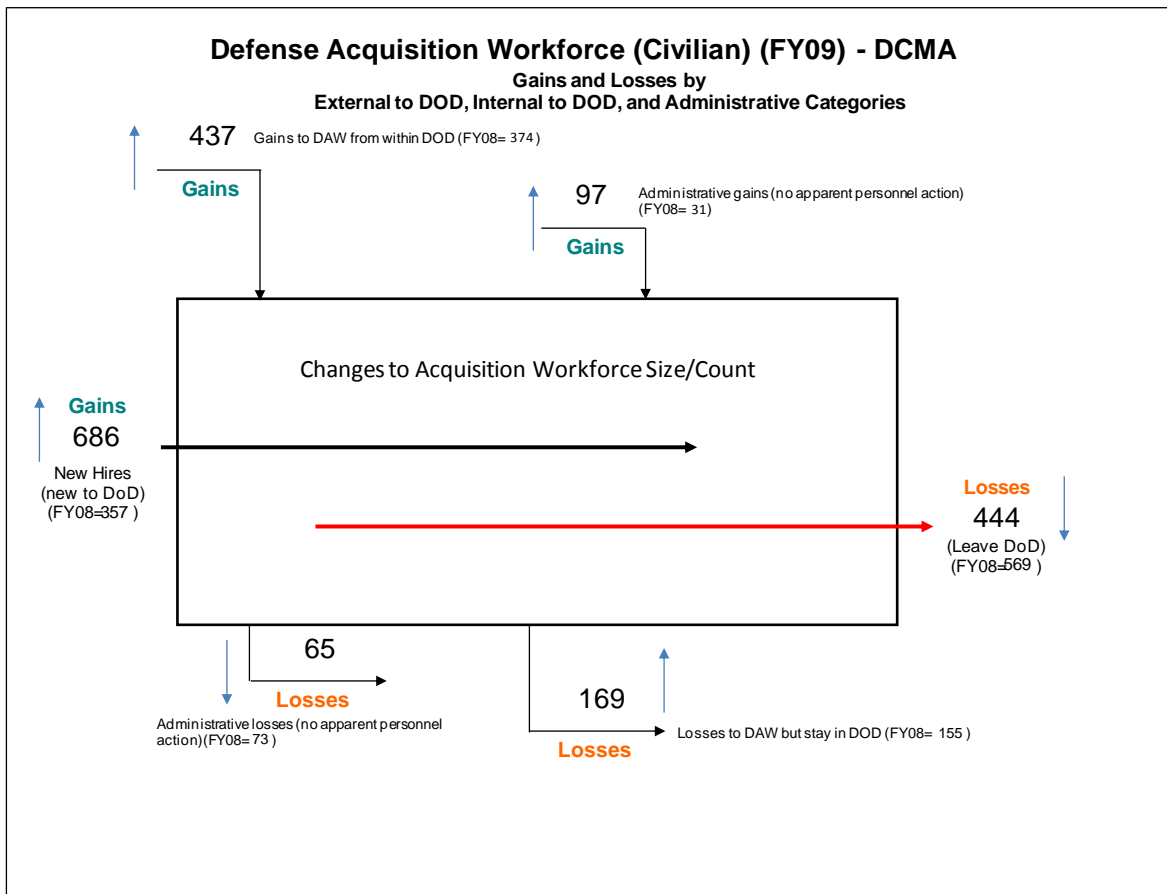 Defense Acquisition Workforce (Civilian) (FY09) - DCMA
Gains and Losses by
External to DOD, Internal to DOD, and Administrative Categories
437
Gains to DAW from within DOD (FY08= 374)
Gains
97
Administrative gains (no apparent personnel action)
(FY08= 31)
Gains
Changes to Acquisition Workforce Size/Count
Gains
686
New Hires
(new to DoD)
(FY08=357 )
Losses
444
(Leave DoD)
(FY08=569 )
65
Losses
Administrative losses (no apparent personnel
action)(FY08= 73 )
169
Losses
Losses to DAW but stay in DOD (FY08= 155 )